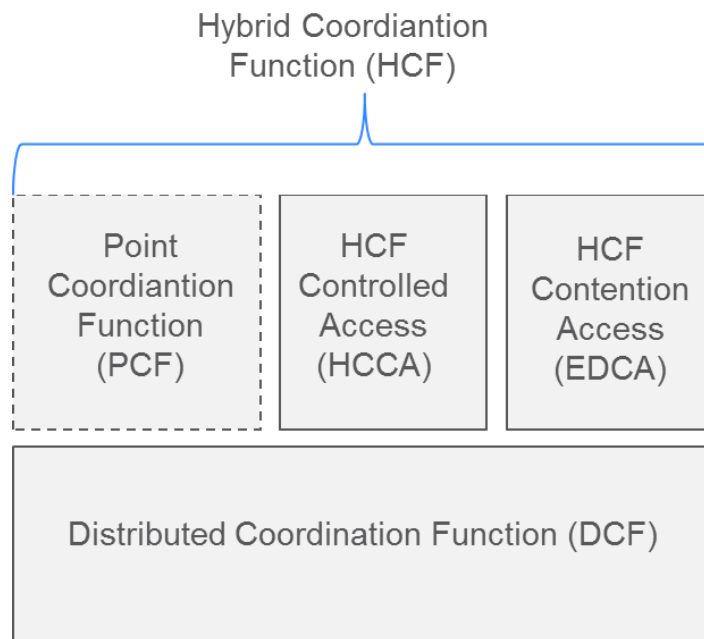 Hybrid Coordiantion
Function (HCF)
Point
Coordiantion
Function
(PCF)
HCF
Controlled
Access
(HCCA)
HCF
Contention
Access
(EDCA)
Distributed Coordination Function (DCF)